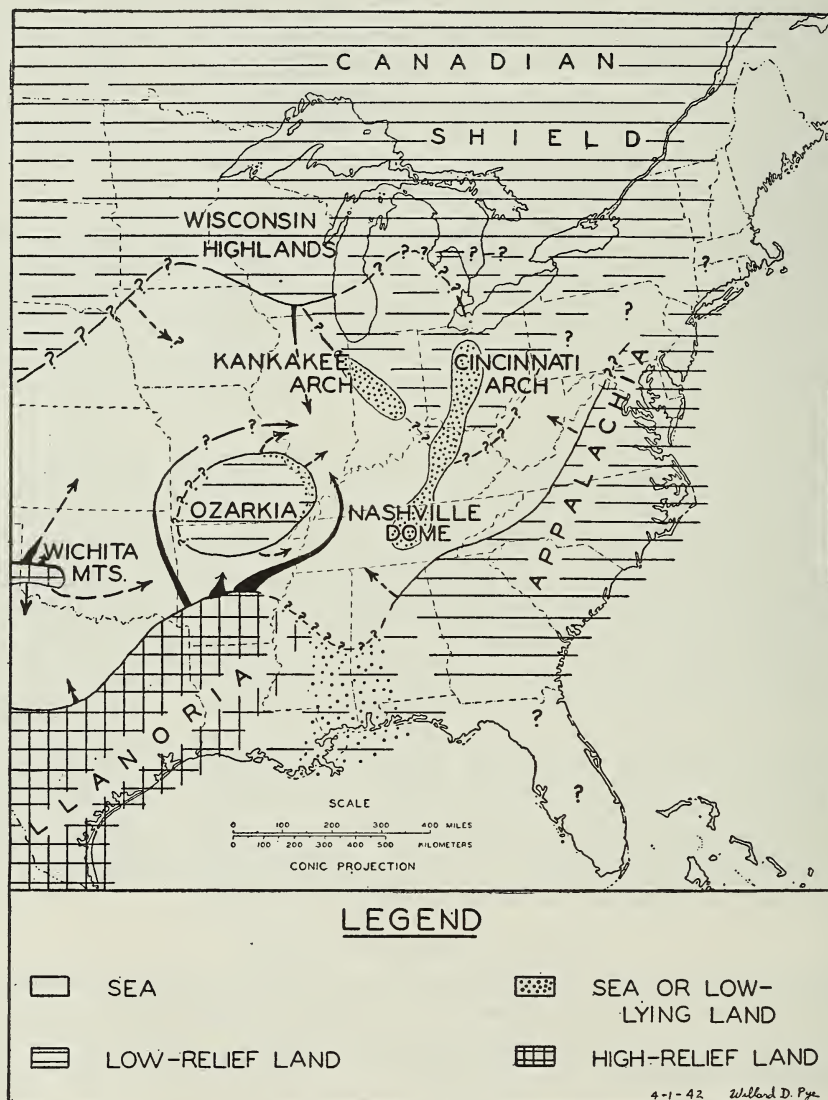 CANADIAN
SHIELD
WISCONSIN
HIGHLANDS
KANKAKEE
ARCH
CINCINNATI
ARCH
APPALACHIA
OZARKIA
NASHVILLE
DOME
WICHITA
MTS.
LLANORIA
SCALE
0 100 200 300 400 MILES
0 100 200 300 400 500 KILOMETERS
CONIC PROJECTION
LEGEND
SEA
SEA OR LOW-
LYING LAND
LOW-RELIEF LAND
HIGH-RELIEF LAND
4-1-42 Willard D. Pye